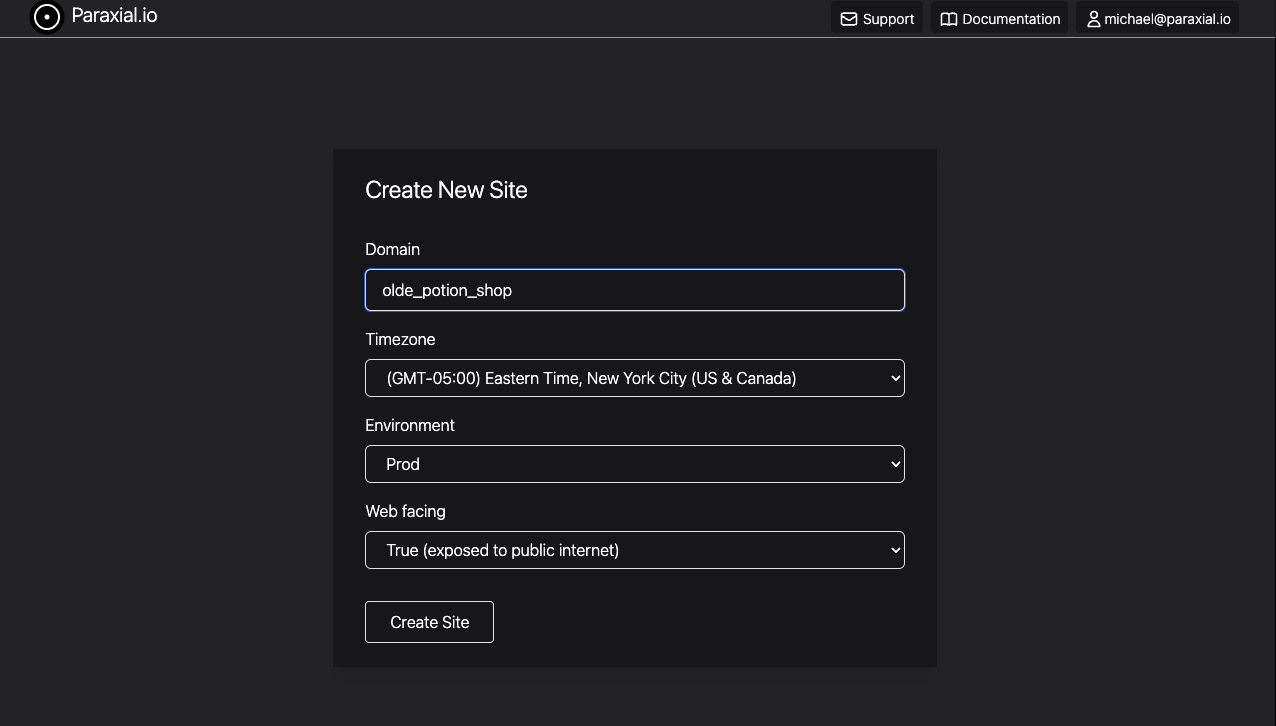 Paraxial.io
Support
Documentation
michael@paraxial.io
Create New Site
Domain
olde_potion_shop
Timezone
(GMT-05:00) Eastern Time, New York City (US & Canada)
Environment
Prod
Web facing
True (exposed to public internet)
Create Site